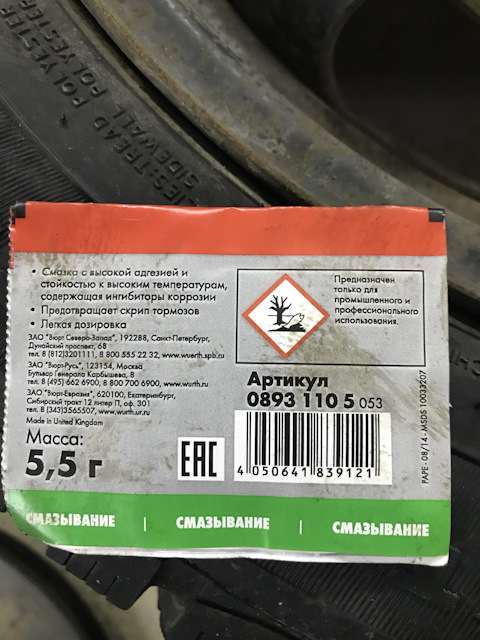 PLIES:TREAD POLYESTER
SIDEWALL POLYESTER
• Смазка с высокой адгезией и
стойкостью к высоким температурам,
содержащая ингибиторы коррозии
• Предотвращает скрип тормозов
• Легкая дозировка
ЗАО "Вюрт Северо-Запад", 192288, Санкт-Петербург,
Дунайский проспект, 68
тел. 8 (812)3201111, 8 800 555 22 32, www.wuerth.spb.ru
ЗАО "Вюрт-Русь", 123154, Москва
Бульвар Генерала Карбышева, 8
тел. 8 (495) 662 6900, 8 800 700 6900, www.wurth.ru
ЗАО "Вюрт-Евразия", 620100, Екатеринбург,
Сибирский тракт 12 литер П, оф. 301
тел. 8 (343)3565507, www.wurth.ur.ru
Made in United Kingdom
Масса:
5,5 г
Предназначен
только для
промышленного и
профессионального
использования.
Артикул
0893 110 5 053
EAC
4 050641 839121
PAPE - 08/14 - MSDS 10033207
СМАЗЫВАНИЕ | СМАЗЫВАНИЕ | СМАЗЫВАНИЕ